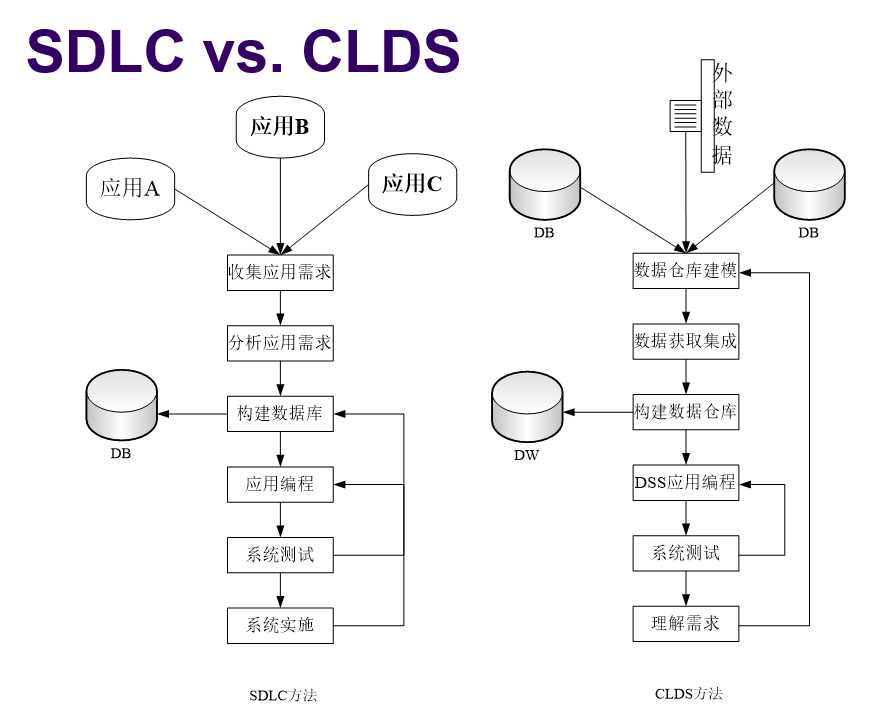 SDLC vs. CLDS
应用B
应用A
应用C
收集应用需求
分析应用需求
构建数据库
DB
应用编程
系统测试
系统实施
SDLC方法
外部数据
DB
DB
数据仓库建模
数据获取集成
构建数据仓库
DW
DSS应用编程
系统测试
理解需求
CLDS方法